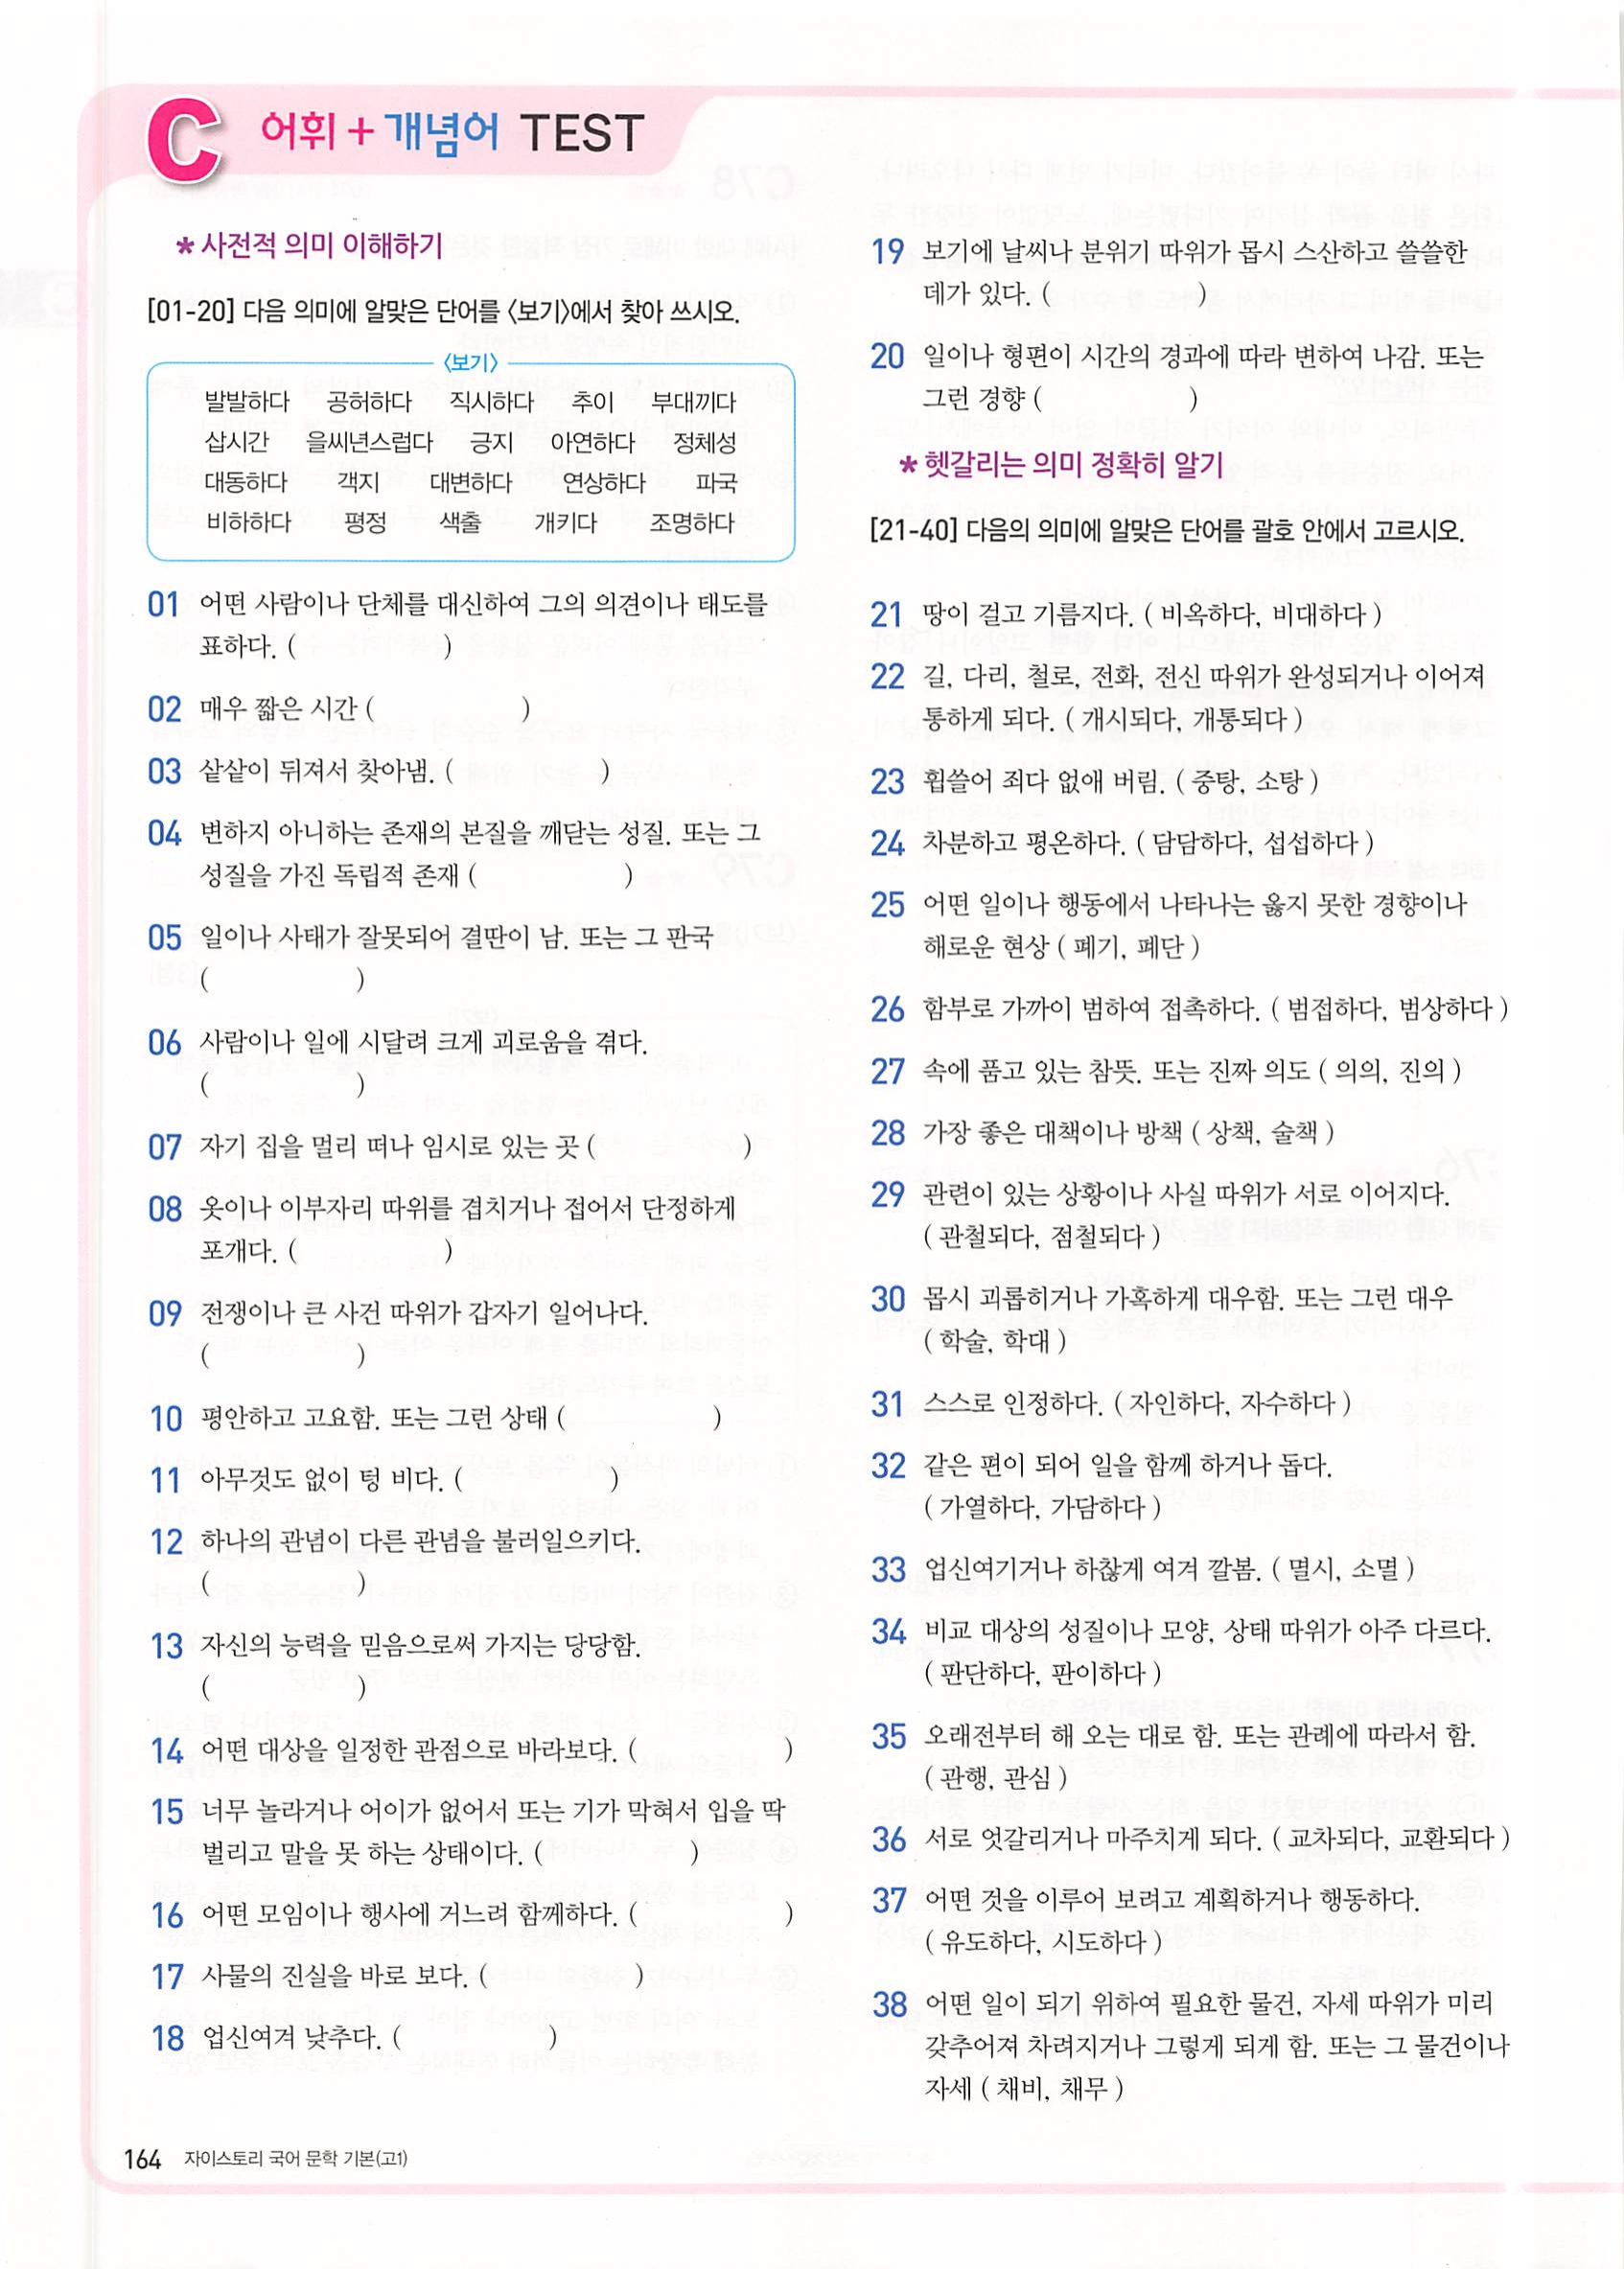 C 어휘 + 개념어 TEST
* 사전적 의미 이해하기
[01-20] 다음 의미에 알맞은 단어를 〈보기〉에서 찾아 쓰시오.
〈보기〉
발발하다 공허하다 직시하다 추이 부대끼다
삽시간 을씨년스럽다 긍지 아연하다 정체성
대동하다 객지 대변하다 연상하다 파국
비하하다 평정 색출 개키다 조명하다
01 어떤 사람이나 단체를 대신하여 그의 의견이나 태도를
표하다. ( )
02 매우 짧은 시간 ( )
03 샅샅이 뒤져서 찾아냄. ( )
04 변하지 아니하는 존재의 본질을 깨닫는 성질. 또는 그
성질을 가진 독립적 존재 ( )
05 일이나 사태가 잘못되어 결딴이 남. 또는 그 판국
( )
06 사람이나 일에 시달려 크게 괴로움을 겪다.
( )
07 자기 집을 멀리 떠나 임시로 있는 곳 ( )
08 옷이나 이부자리 따위를 겹치거나 접어서 단정하게
포개다. ( )
09 전쟁이나 큰 사건 따위가 갑자기 일어나다.
( )
10 평안하고 고요함. 또는 그런 상태 ( )
11 아무것도 없이 텅 비다. ( )
12 하나의 관념이 다른 관념을 불러일으키다.
( )
13 자신의 능력을 믿음으로써 가지는 당당함.
( )
14 어떤 대상을 일정한 관점으로 바라보다. ( )
15 너무 놀라거나 어이가 없어서 또는 기가 막혀서 입을 딱
벌리고 말을 못 하는 상태이다. ( )
16 어떤 모임이나 행사에 거느려 함께하다. ( )
17 사물의 진실을 바로 보다. ( )
18 업신여겨 낮추다. ( )
19 보기에 날씨나 분위기 따위가 몹시 스산하고 쓸쓸한
데가 있다. ( )
20 일이나 형편이 시간의 경과에 따라 변하여 나감. 또는
그런 경향 ( )
* 헷갈리는 의미 정확히 알기
[21-40] 다음의 의미에 알맞은 단어를 괄호 안에서 고르시오.
21 땅이 걸고 기름지다. ( 비옥하다, 비대하다 )
22 길, 다리, 철로, 전화, 전신 따위가 완성되거나 이어져
통하게 되다. ( 개시되다, 개통되다 )
23 휩쓸어 죄다 없애 버림. ( 중탕, 소탕 )
24 차분하고 평온하다. ( 담담하다, 섭섭하다 )
25 어떤 일이나 행동에서 나타나는 옳지 못한 경향이나
해로운 현상 ( 폐기, 폐단 )
26 함부로 가까이 범하여 접촉하다. ( 범접하다, 범상하다 )
27 속에 품고 있는 참뜻. 또는 진짜 의도 ( 의의, 진의 )
28 가장 좋은 대책이나 방책 ( 상책, 술책 )
29 관련이 있는 상황이나 사실 따위가 서로 이어지다.
( 관철되다, 점철되다 )
30 몹시 괴롭히거나 가혹하게 대우함. 또는 그런 대우
( 학술, 학대 )
31 스스로 인정하다. ( 자인하다, 자수하다 )
32 같은 편이 되어 일을 함께 하거나 돕다.
( 가열하다, 가담하다 )
33 업신여기거나 하찮게 여겨 깔봄. ( 멸시, 소멸 )
34 비교 대상의 성질이나 모양, 상태 따위가 아주 다르다.
( 판단하다, 판이하다 )
35 오래전부터 해 오는 대로 함. 또는 관례에 따라서 함.
( 관행, 관심 )
36 서로 엇갈리거나 마주치게 되다. ( 교차되다, 교환되다 )
37 어떤 것을 이루어 보려고 계획하거나 행동하다.
( 유도하다, 시도하다 )
38 어떤 일이 되기 위하여 필요한 물건, 자세 따위가 미리
갖추어져 차려지거나 그렇게 되게 함. 또는 그 물건이나
자세 ( 채비, 채무 )
164 자이스토리 국어 문학 기본(고1)